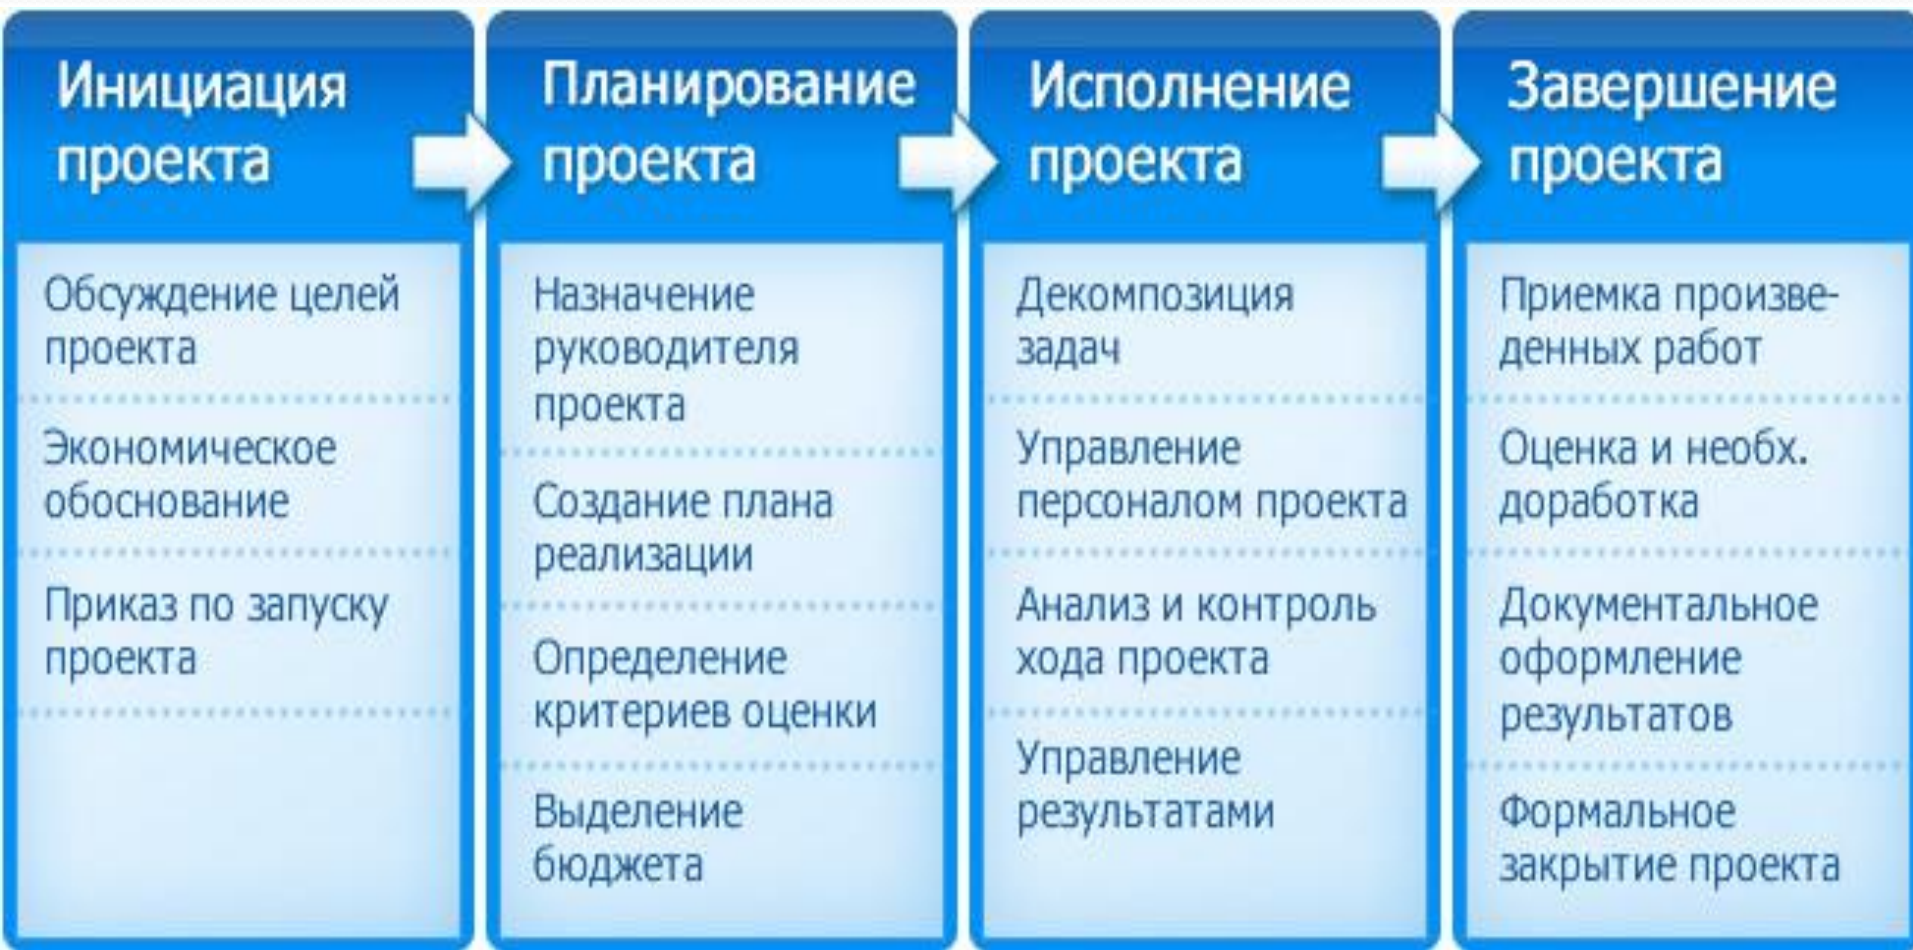 Инициация
проекта
Обсуждение целей
проекта
Экономическое
обоснование
Приказ по запуску
проекта
Планирование
проекта
Назначение
руководителя
проекта
Создание плана
реализации
Определение
критериев оценки
Выделение
бюджета
Исполнение
проекта
Декомпозиция
задач
Управление
персоналом проекта
Анализ и контроль
хода проекта
Управление
результатами
Завершение
проекта
Приемка произве-
денных работ
Оценка и необх.
доработка
Документальное
оформление
результатов
Формальное
закрытие проекта